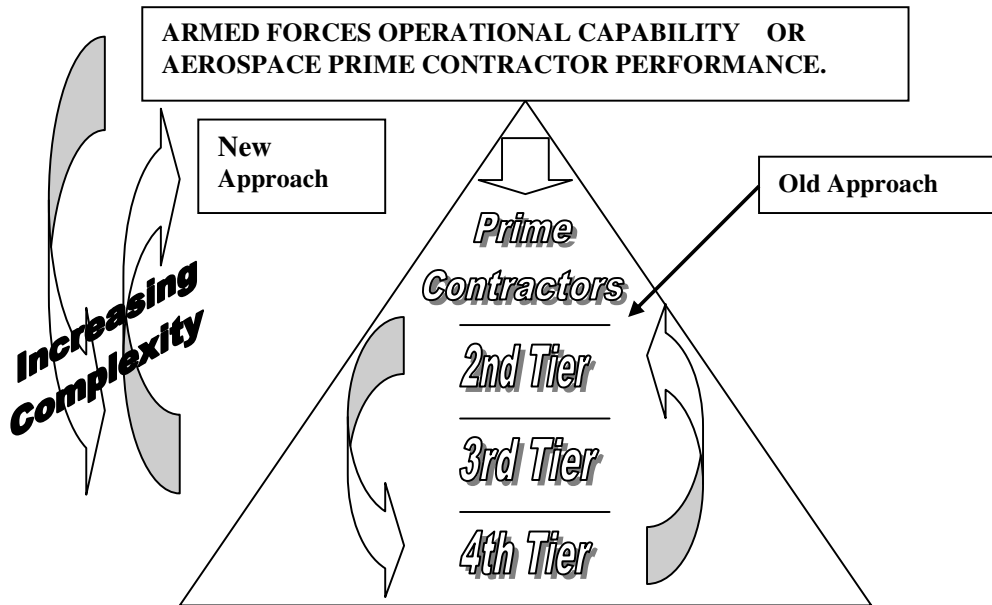 ARMED FORCES OPERATIONAL CAPABILITY OR
AEROSPACE PRIME CONTRACTOR PERFORMANCE.
New
Approach
Old Approach
Prime
Contractors
Increasing
Complexity
2nd Tier
3rd Tier
4th Tier